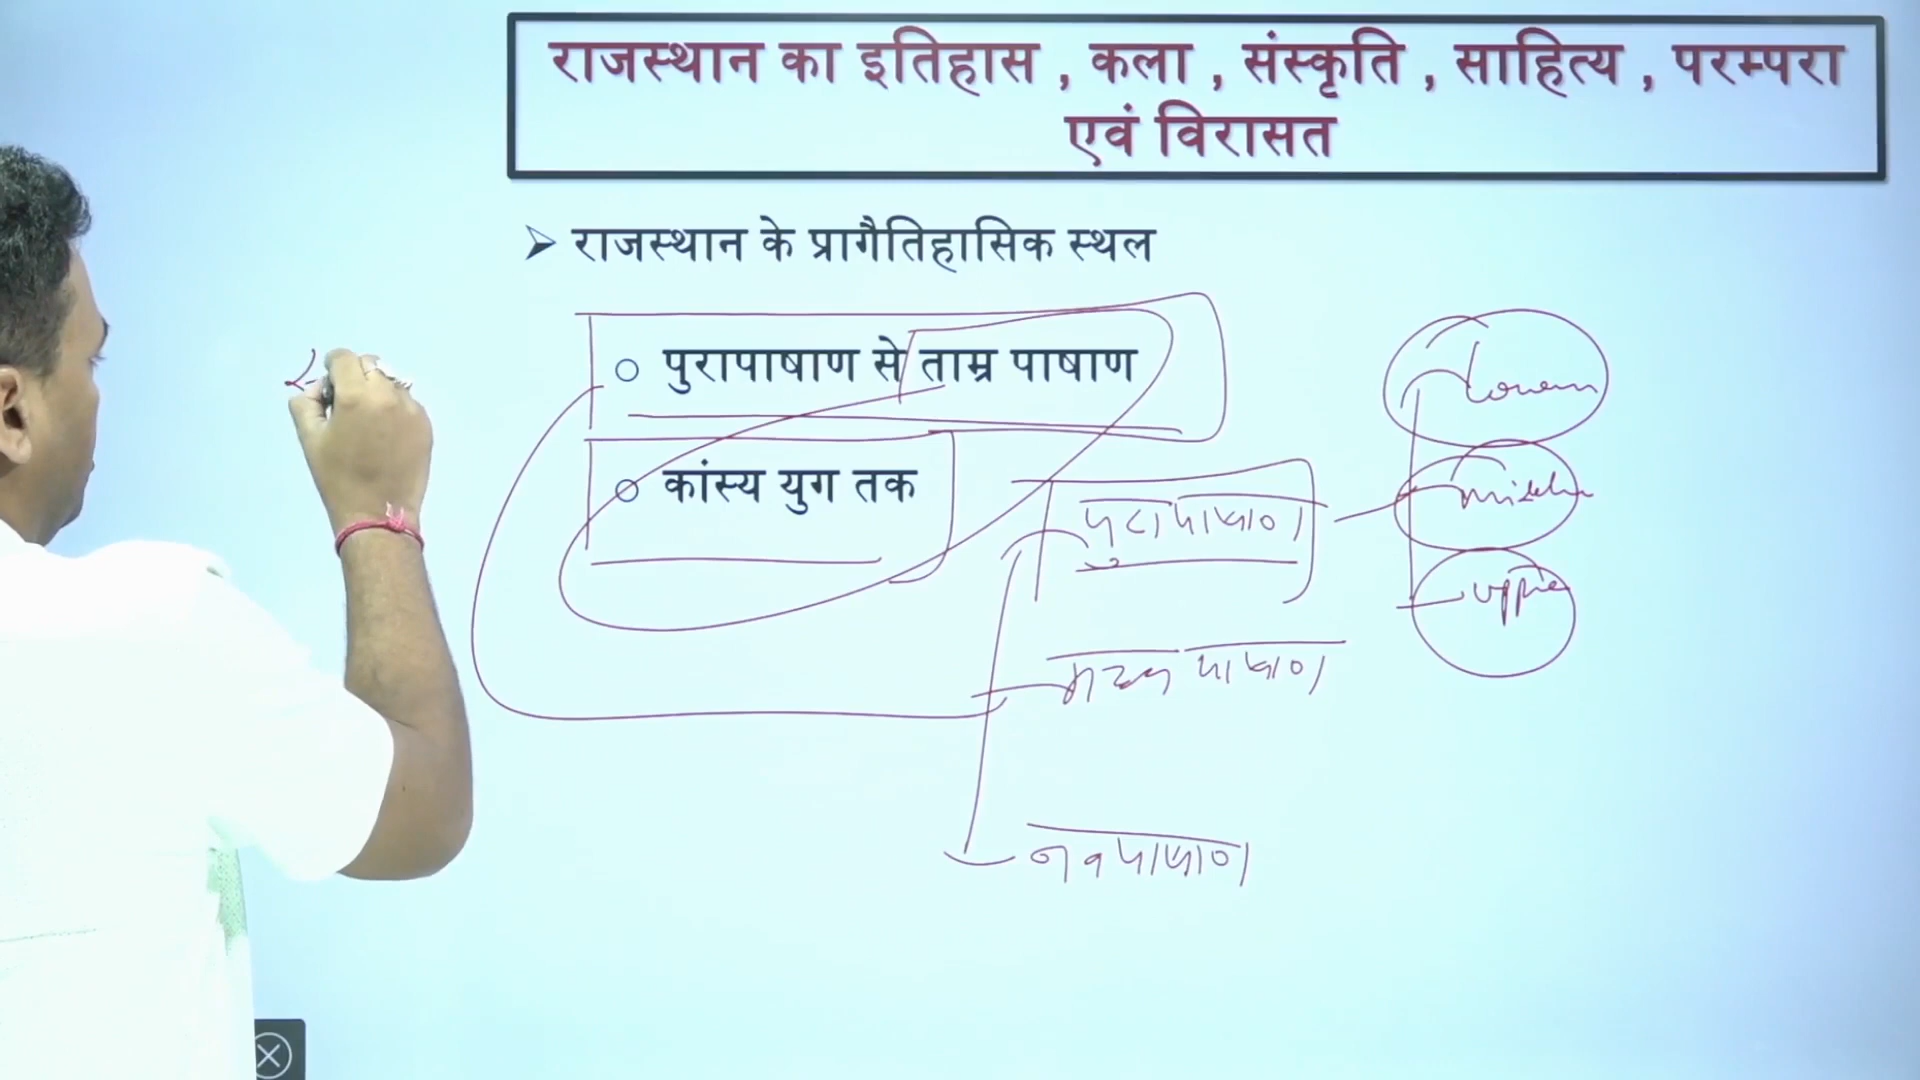 राजस्थान का इतिहास , कला , संस्कृति , साहित्य , परम्परा
एवं विरासत
➢ राजस्थान के प्रागैतिहासिक स्थल
○ पुरापाषाण से ताम्र पाषाण
○ कांस्य युग तक
पुरापाषाण
मध्य पाषाण
नवपाषाण
Lower
middle
upper